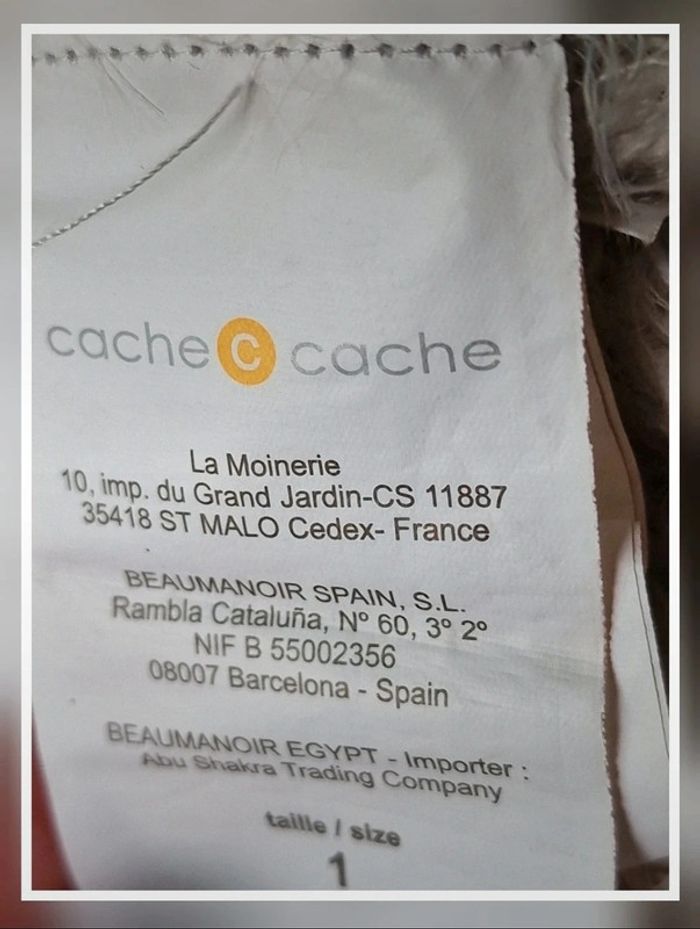 cache c cache
La Moinerie
10, imp. du Grand Jardin-CS 11887
35418 ST MALO Cedex- France
BEAUMANOIR SPAIN, S.L.
Rambla Cataluña, Nº 60, 3º 2º
NIF B 55002356
08007 Barcelona - Spain
BEAUMANOIR EGYPT - Importer :
Abu Shakra Trading Company
taille / size
1